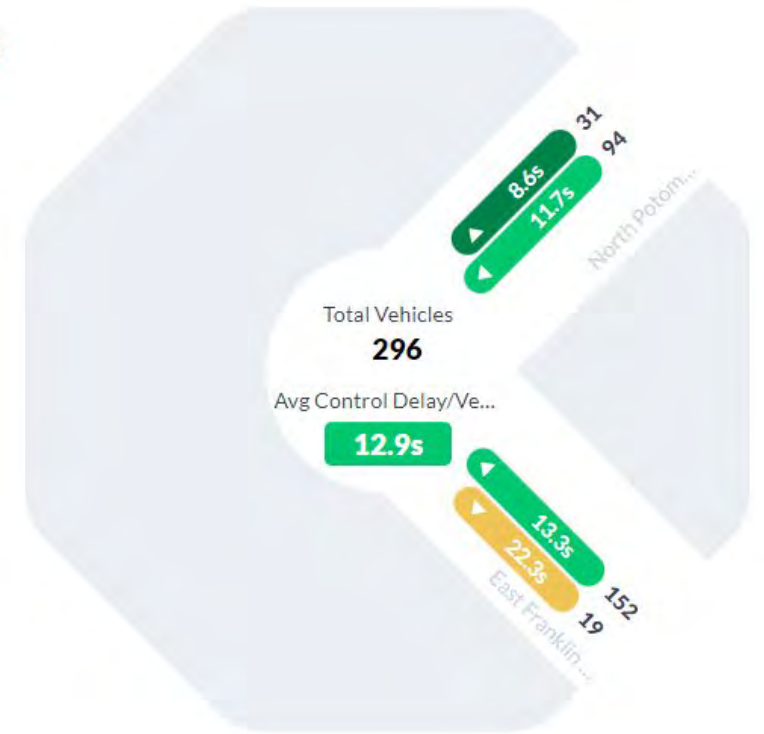 31
8.6s
94
11.7s
North Potom...
Total Vehicles
296
Avg Control Delay/Ve...
12.9s
13.3s
152
22.3s
19
East Franklin ...